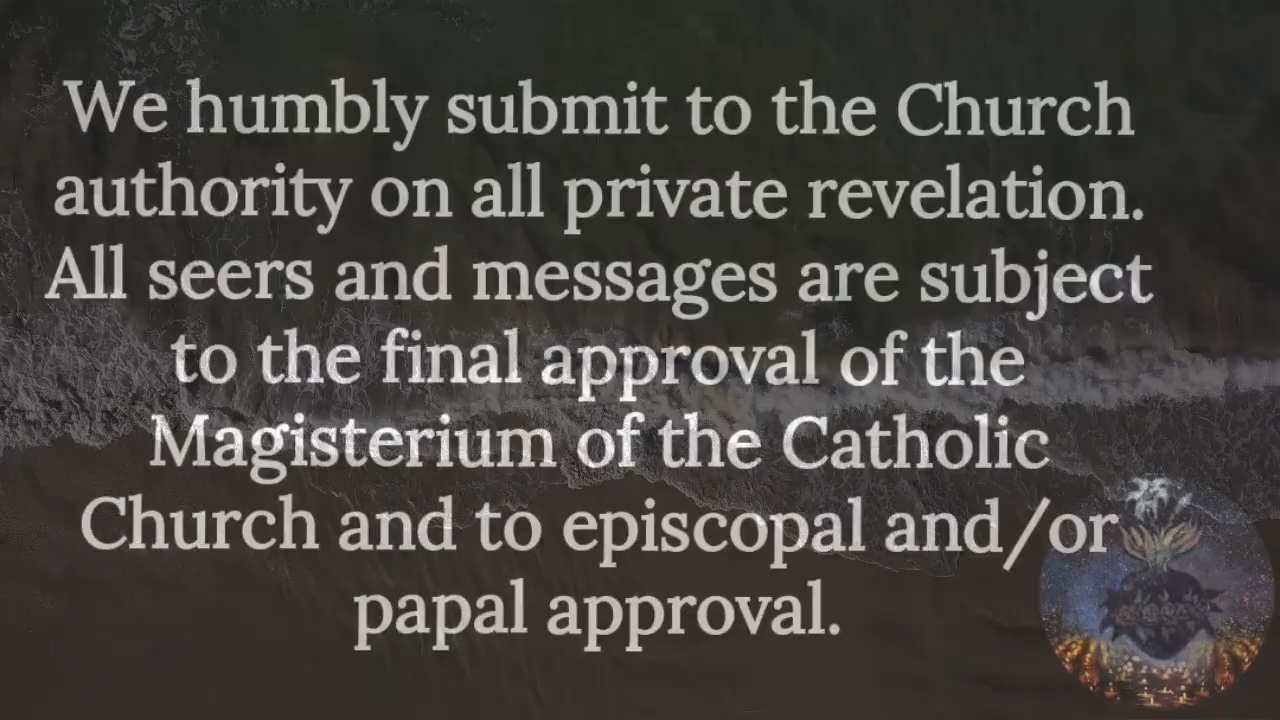 We humbly submit to the Church
authority on all private revelation.
All seers and messages are subject
to the final approval of the
Magisterium of the Catholic
Church and to episcopal and/or
papal approval.